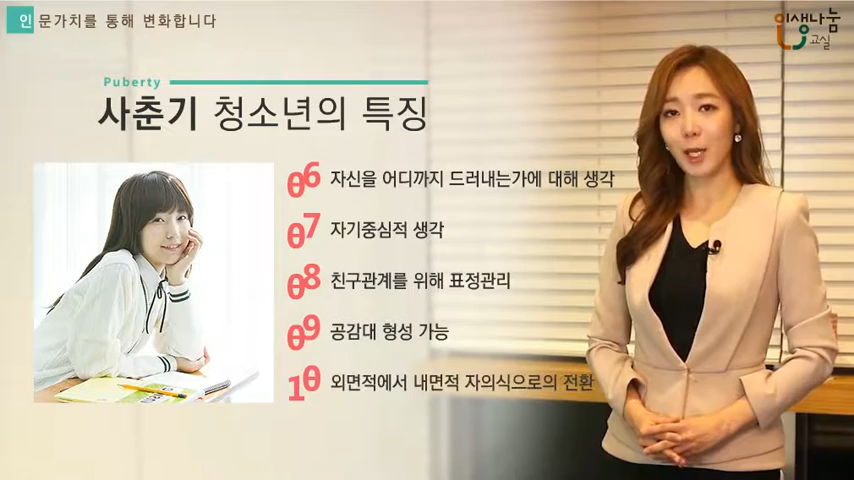 인문가치를 통해 변화합니다
인생나눔
교실
Puberty
사춘기 청소년의 특징
06 자신을 어디까지 드러내는가에 대해 생각
07 자기중심적 생각
08 친구관계를 위해 표정관리
09 공감대 형성 가능
10 외면적에서 내면적 자의식으로의 전환